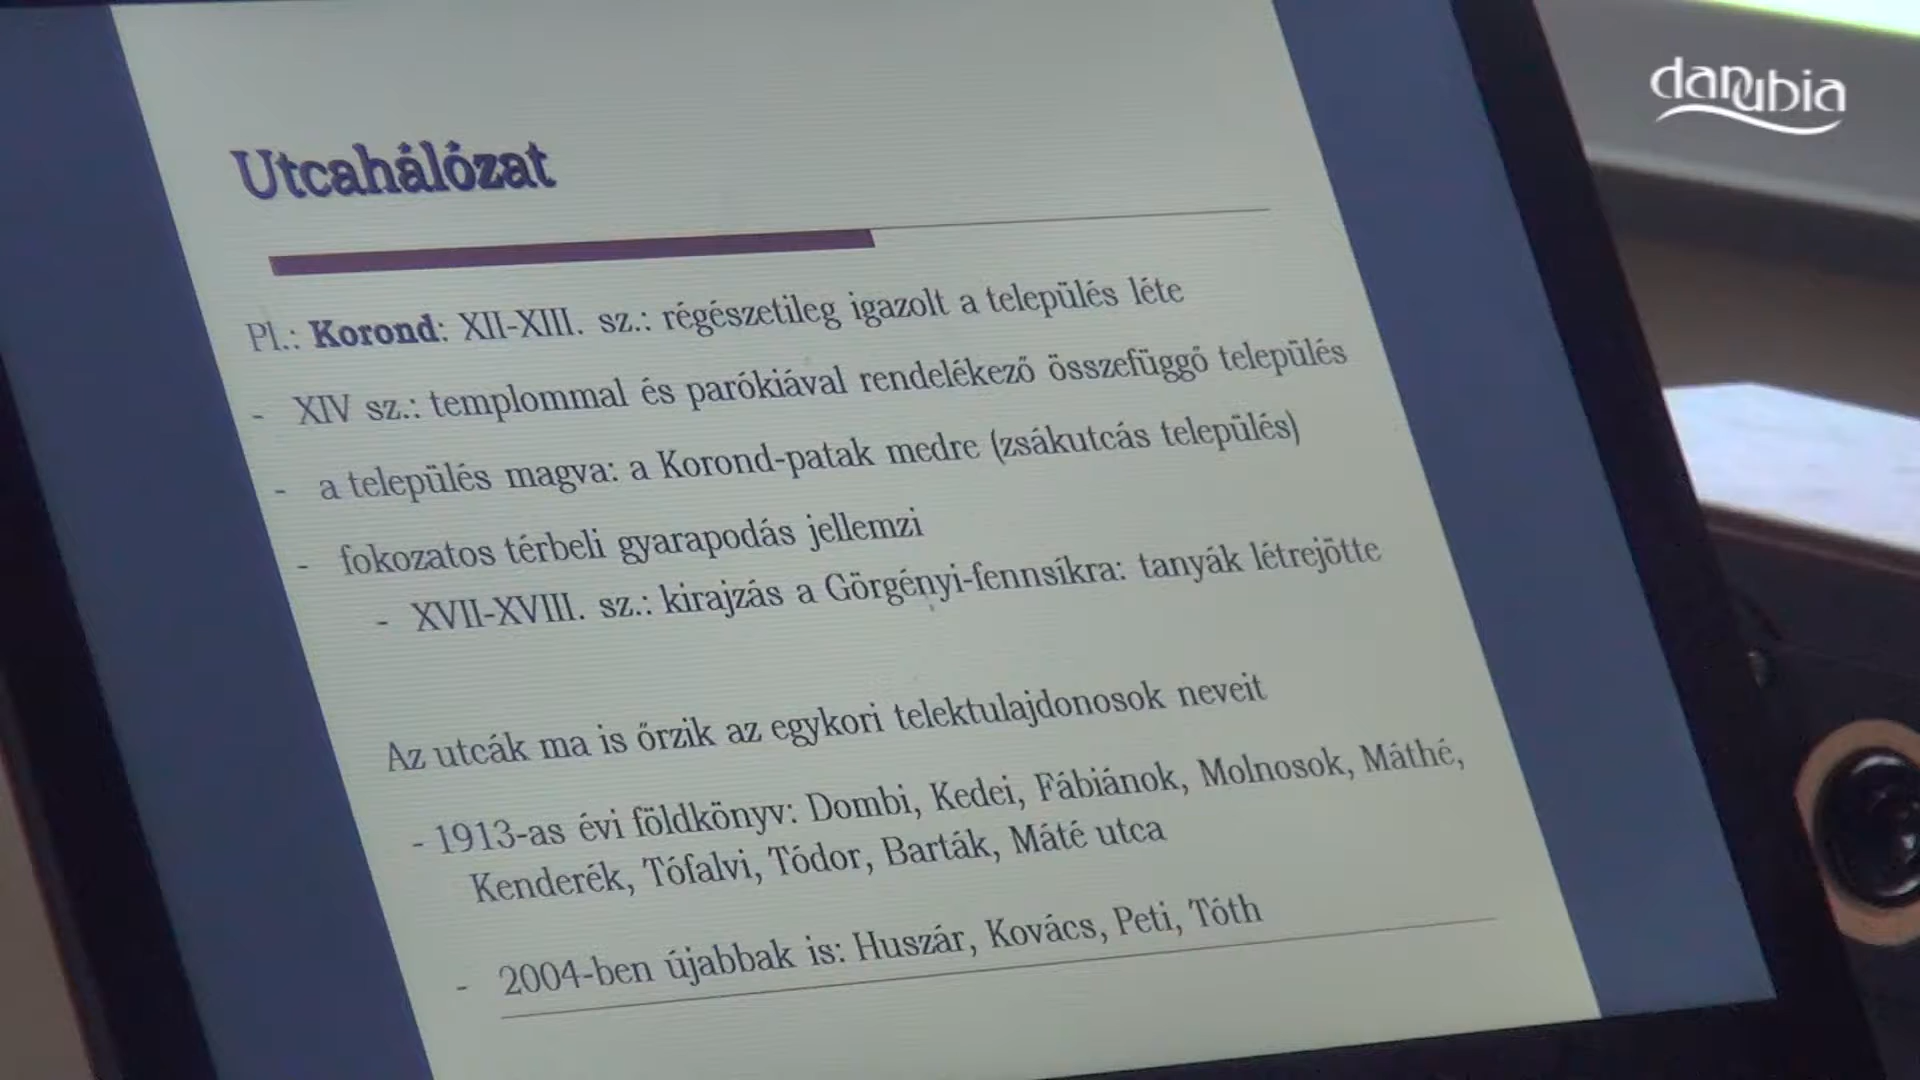 danubia
Utcahálózat
Pl.: Korond: XII-XIII. sz.: régészetileg igazolt a település léte
- XIV sz.: templommal és parókiával rendelékező összefüggő település
- a település magva: a Korond-patak medre (zsákutcás település)
- fokozatos térbeli gyarapodás jellemzi
- XVII-XVIII. sz.: kirajzás a Görgényi-fennsíkra: tanyák létrejötte
Az utcák ma is őrzik az egykori telektulajdonosok neveit
- 1913-as évi földkönyv: Dombi, Kedei, Fábiánok, Molnosok, Máthé,
Kenderék, Tófalvi, Tódor, Barták, Máté utca
- 2004-ben újabbak is: Huszár, Kovács, Peti, Tóth